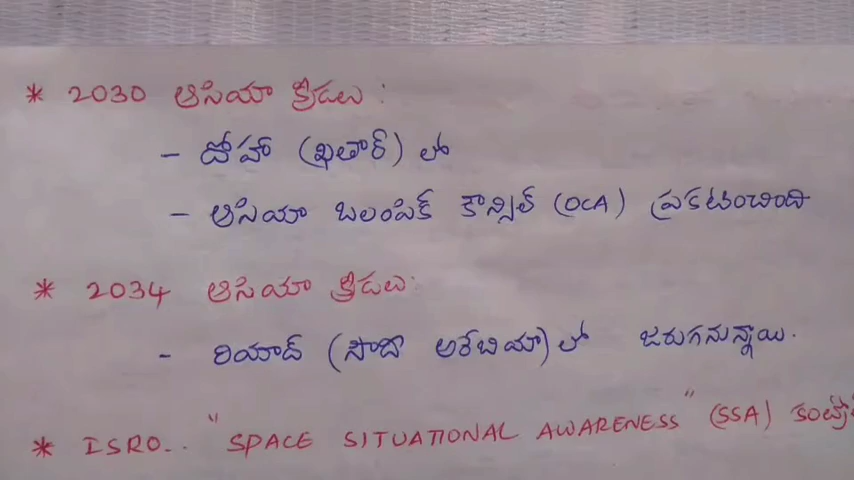 * 2030 ఆసియా క్రీడలు :
- దోహా (ఖతార్) లో
- ఆసియా ఒలంపిక్ కౌన్సిల్ (OCA) ప్రకటించింది
* 2034 ఆసియా క్రీడలు:
- రియాద్ (సౌదీ అరేబియా) లో జరుగనున్నాయి.
* ISRO.. "SPACE SITUATIONAL AWARENESS" (SSA)